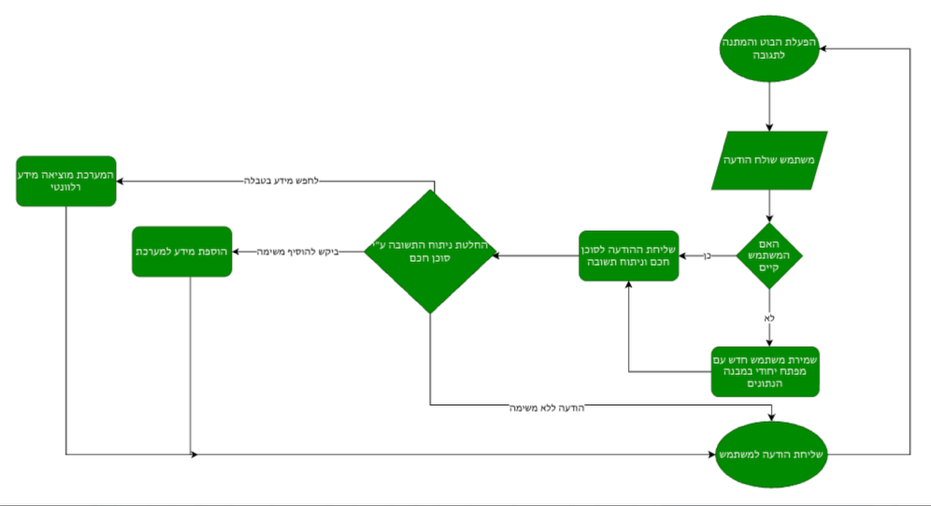 הפעלת הבוט והמתנה
לתגובה
משתמש שולח הודעה
האם
המשתמש
קיים
כן
לא
שמירת משתמש חדש עם
מפתח יחודי במבנה
הנתונים
שליחת ההודעה לסוכן
חכם וניתוח תשובה
החלטת ניתוח התשובה ע"י
סוכן חכם
לחפש מידע בטבלה
המערכת מוציאה מידע
רלוונטי
ביקש להוסיף משימה
הוספת מידע למערכת
הודעה ללא משימה
שליחת הודעה למשתמש